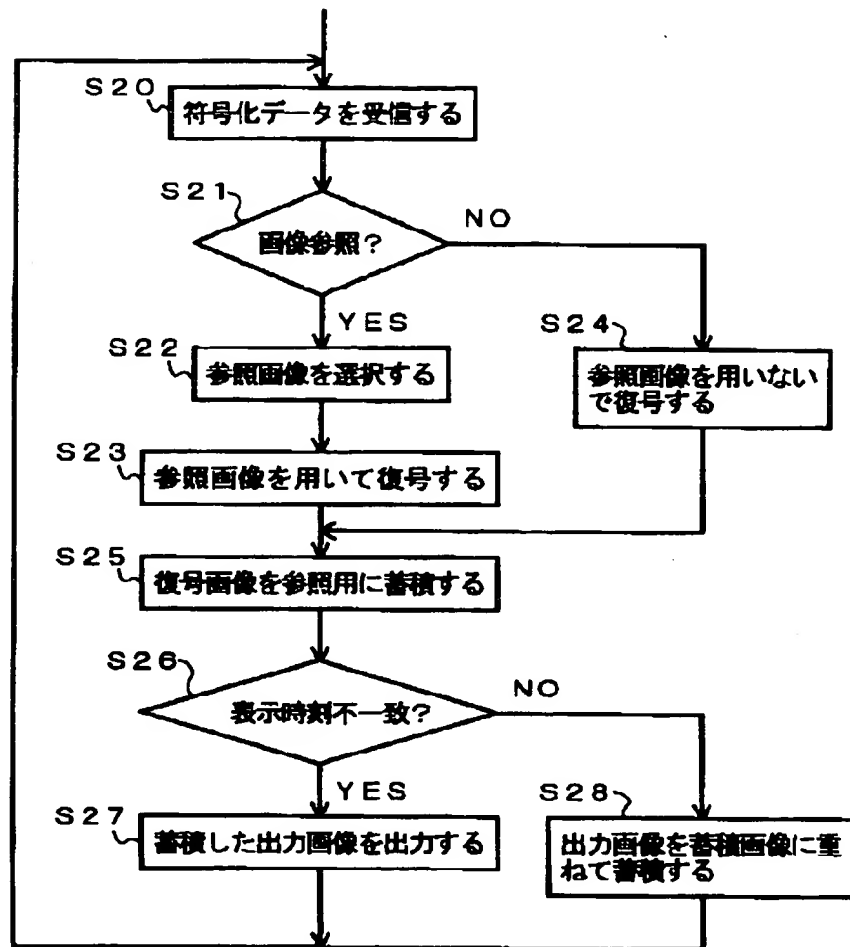 S20
符号化データを受信する
S21
画像参照?
NO
YES
S22
参照画像を選択する
S24
参照画像を用いない
で復号する
S23
参照画像を用いて復号する
S25
復号画像を参照用に蓄積する
S26
表示時刻不一致?
NO
YES
S27
蓄積した出力画像を出力する
S28
出力画像を蓄積画像に重
ねて蓄積する